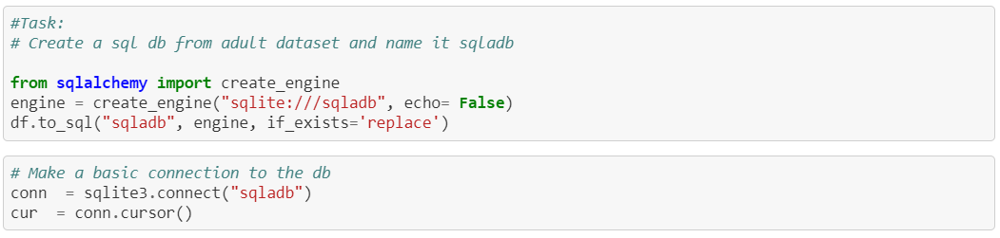 #Task:
# Create a sql db from adult dataset and name it sqladb
from sqlalchemy import create_engine
engine = create_engine("sqlite:///sqladb", echo= False)
df.to_sql("sqladb", engine, if_exists='replace')
# Make a basic connection to the db
conn  = sqlite3.connect("sqladb")
cur  = conn.cursor()